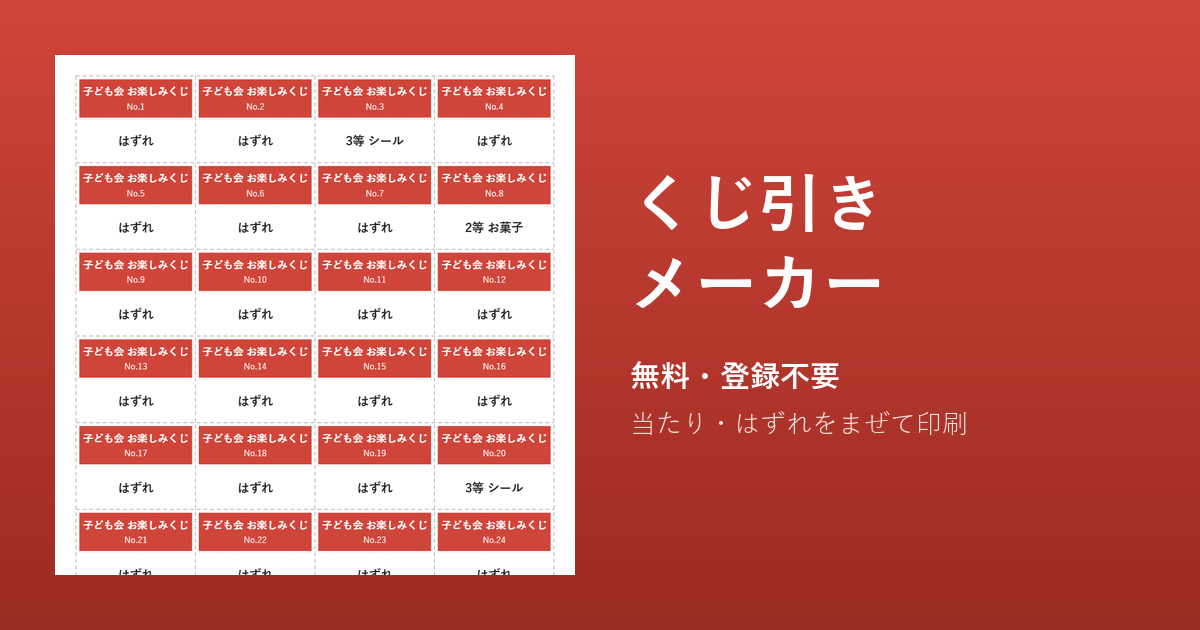 子ども会 お楽しみくじ 子ども会 お楽しみくじ 子ども会 お楽しみくじ 子ども会 お楽しみくじ
No.1 No.2 No.3 No.4
はずれ はずれ 3等 シール はずれ
子ども会 お楽しみくじ 子ども会 お楽しみくじ 子ども会 お楽しみくじ 子ども会 お楽しみくじ
No.5 No.6 No.7 No.8
はずれ はずれ はずれ 2等 お菓子
子ども会 お楽しみくじ 子ども会 お楽しみくじ 子ども会 お楽しみくじ 子ども会 お楽しみくじ
No.9 No.10 No.11 No.12
はずれ はずれ はずれ はずれ
子ども会 お楽しみくじ 子ども会 お楽しみくじ 子ども会 お楽しみくじ 子ども会 お楽しみくじ
No.13 No.14 No.15 No.16
はずれ はずれ はずれ はずれ
子ども会 お楽しみくじ 子ども会 お楽しみくじ 子ども会 お楽しみくじ 子ども会 お楽しみくじ
No.17 No.18 No.19 No.20
はずれ はずれ はずれ 3等 シール
子ども会 お楽しみくじ 子ども会 お楽しみくじ 子ども会 お楽しみくじ 子ども会 お楽しみくじ
No.21 No.22 No.23 No.24
はずれ はずれ はずれ はずれ
くじ引き
メーカー
無料・登録不要
当たり・はずれをまぜて印刷